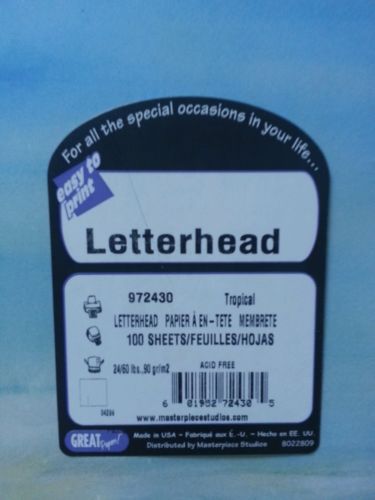 For all the special occasions in your life...
easy to
print
Letterhead
972430 Tropical
LETTERHEAD PAPIER À EN-TETE MEMBRETE
100 SHEETS/FEUILLES/HOJAS
24/60 lbs..90 gr/m2
ACID FREE
6 01952 72430 5
www.masterpiecestudios.com
GREAT Papers!
Made in USA - Fabriqué aux É.-U. - Hecho en EE. UU.
Distributed by Masterpiece Studios 8022809